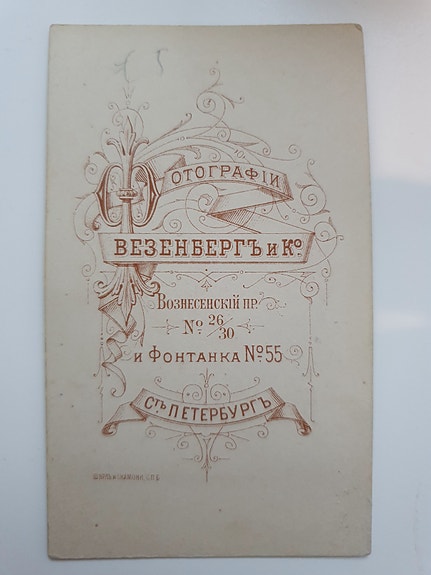 ФОТОГРАФІИ
ВЕЗЕНБЕРГЪ и Ко.
ВОЗНЕСЕНСКІЙ ПР.
№ 26/30
и ФОНТАНКА № 55
Стъ ПЕТЕРБУРГЪ
С.П.Б.